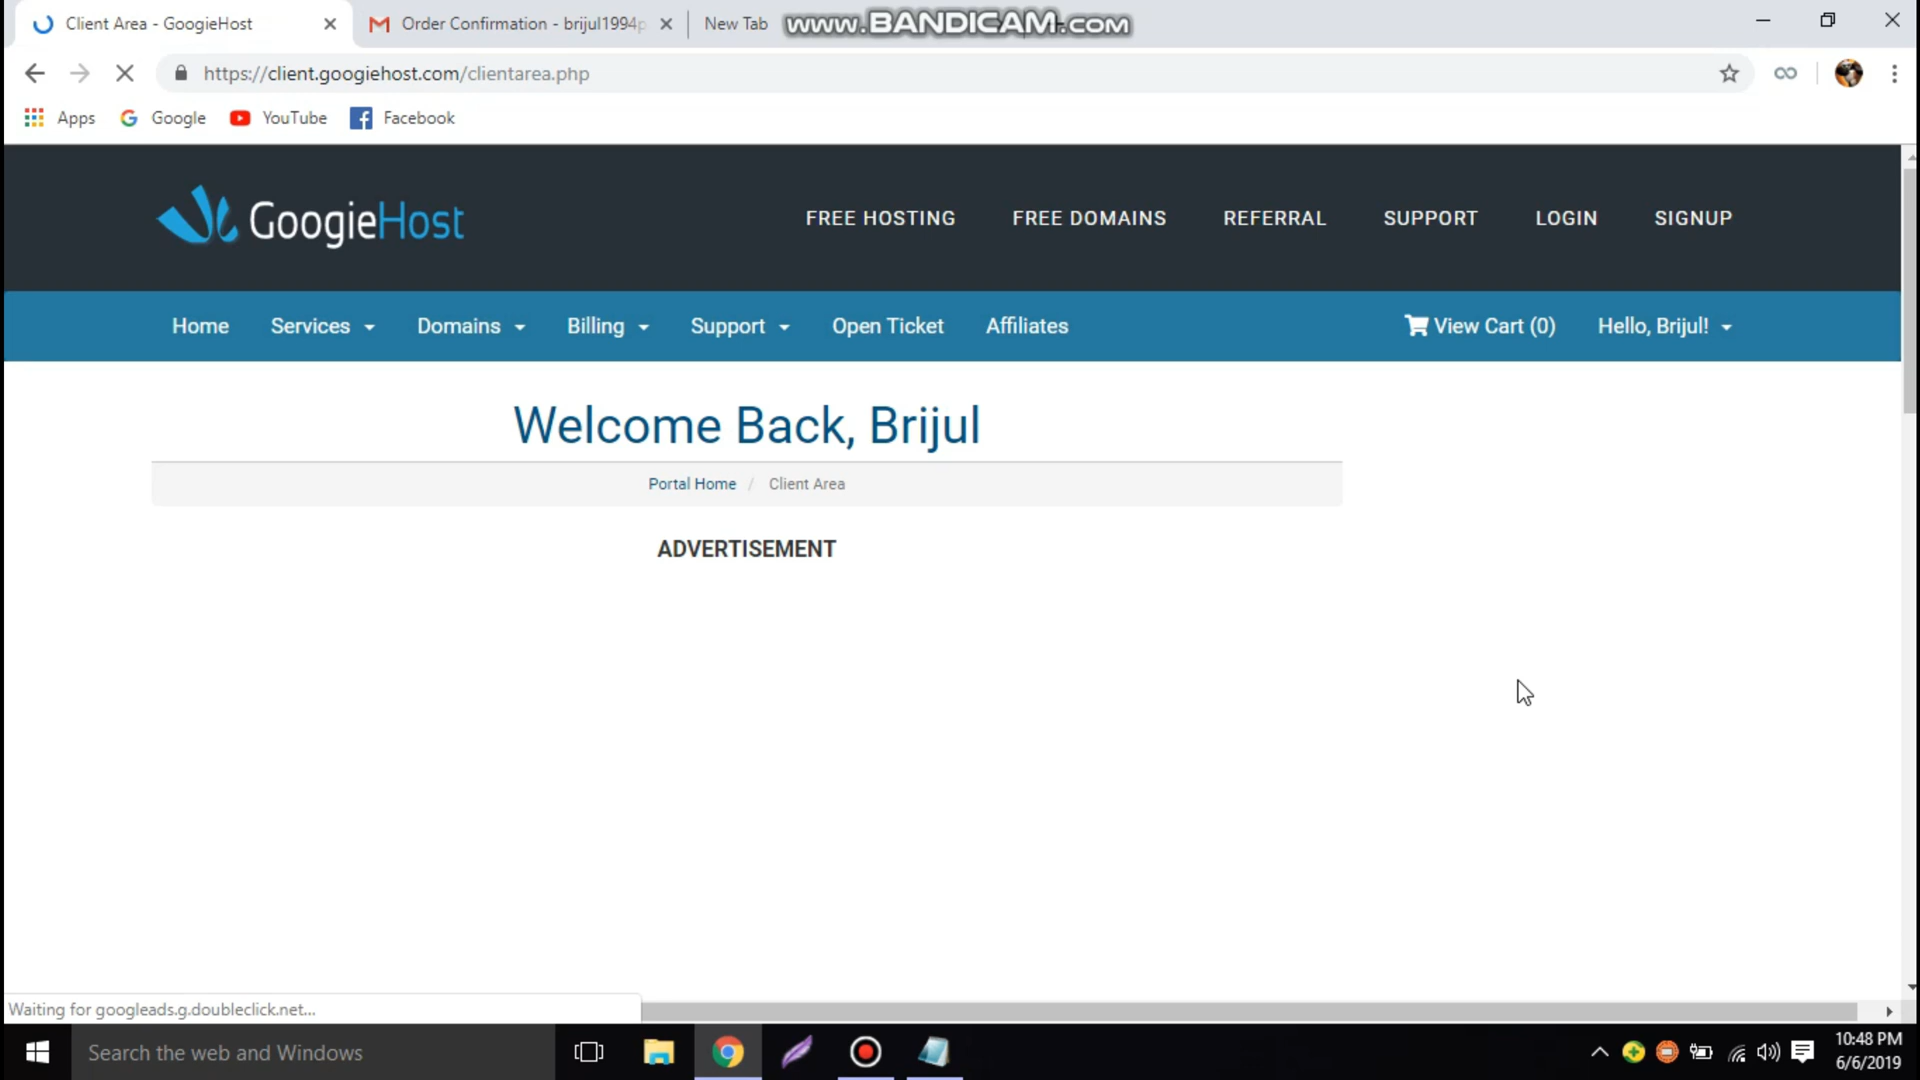 Client Area - GoogieHost
Order Confirmation - brijul1994p
New Tab
www.BANDICAM.com
https://client.googiehost.com/clientarea.php
Apps
Google
YouTube
Facebook
GoogieHost
FREE HOSTING
FREE DOMAINS
REFERRAL
SUPPORT
LOGIN
SIGNUP
Home
Services
Domains
Billing
Support
Open Ticket
Affiliates
View Cart (0)
Hello, Brijul!
Welcome Back, Brijul
Portal Home / Client Area
ADVERTISEMENT
Waiting for googleads.g.doubleclick.net...
Search the web and Windows
10:48 PM
6/6/2019